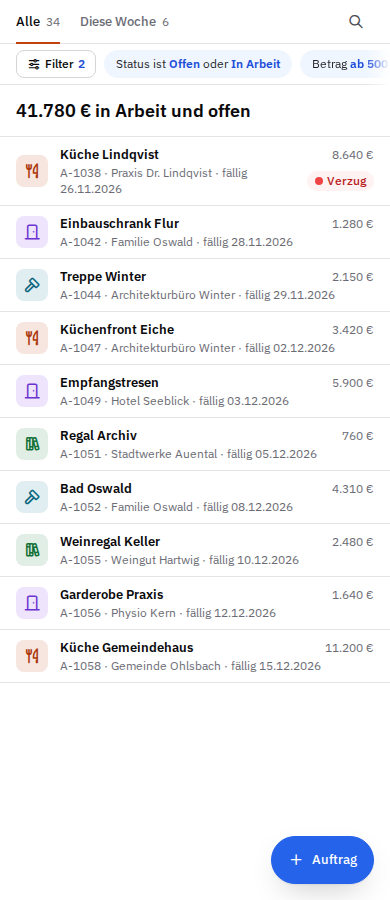 Alle 34 Diese Woche 6
Filter 2 Status ist Offen oder In Arbeit Betrag ab 500
41.780 € in Arbeit und offen
Küche Lindqvist 8.640 €
A-1038 · Praxis Dr. Lindqvist · fällig 26.11.2026 Verzug
Einbauschrank Flur 1.280 €
A-1042 · Familie Oswald · fällig 28.11.2026
Treppe Winter 2.150 €
A-1044 · Architekturbüro Winter · fällig 29.11.2026
Küchenfront Eiche 3.420 €
A-1047 · Architekturbüro Winter · fällig 02.12.2026
Empfangstresen 5.900 €
A-1049 · Hotel Seeblick · fällig 03.12.2026
Regal Archiv 760 €
A-1051 · Stadtwerke Auental · fällig 05.12.2026
Bad Oswald 4.310 €
A-1052 · Familie Oswald · fällig 08.12.2026
Weinregal Keller 2.480 €
A-1055 · Weingut Hartwig · fällig 10.12.2026
Garderobe Praxis 1.640 €
A-1056 · Physio Kern · fällig 12.12.2026
Küche Gemeindehaus 11.200 €
A-1058 · Gemeinde Ohlsbach · fällig 15.12.2026
Auftrag